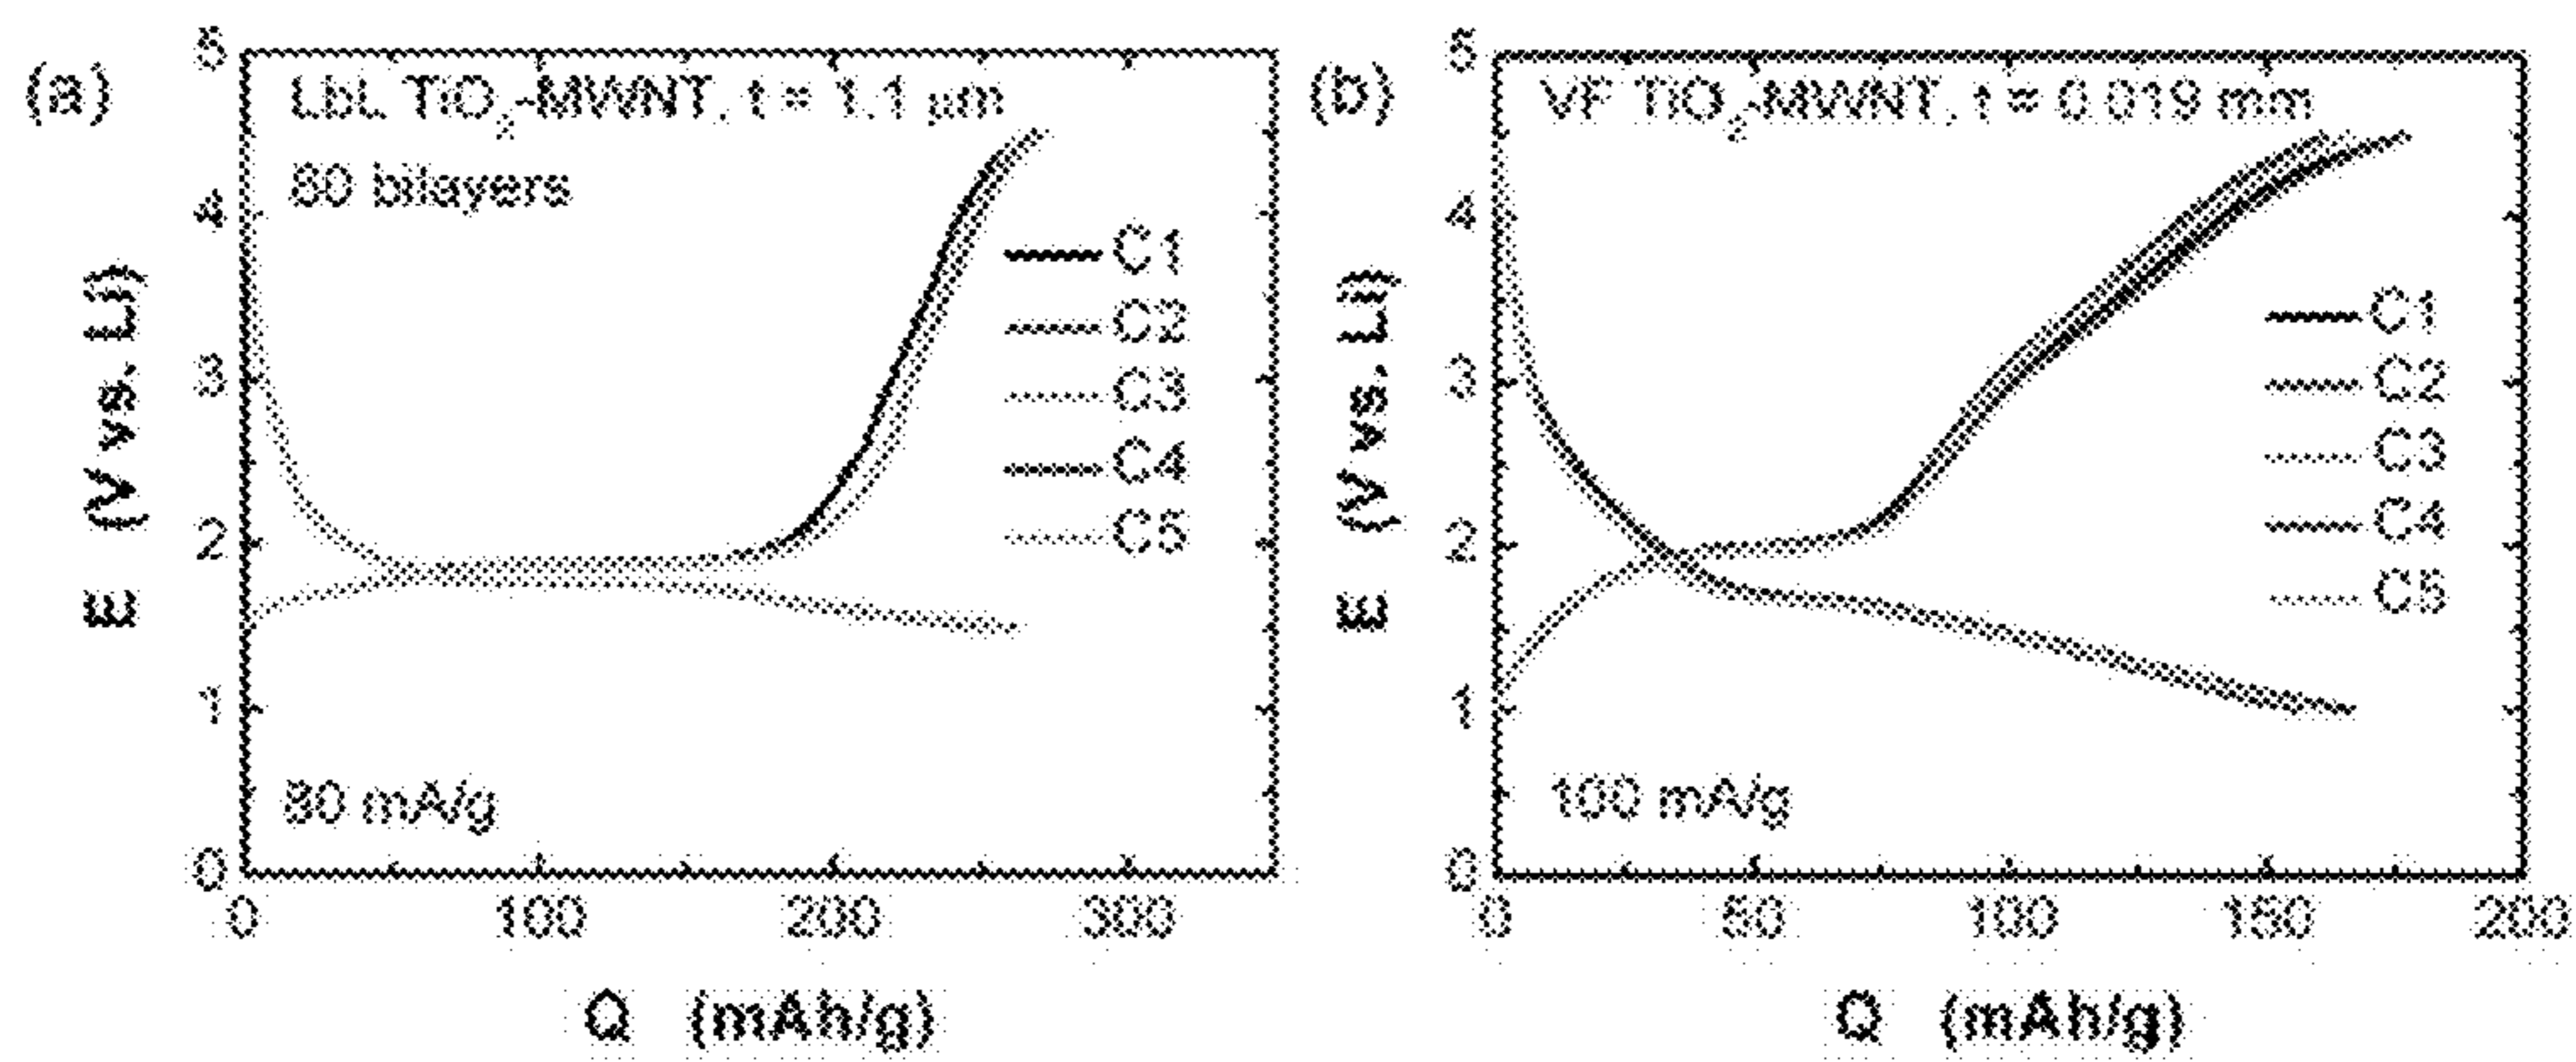 (a)
LbL TiO2-MWNT, t = 1.1 μm
80 bilayers
C1
C2
C3
C4
C5
80 mA/g
E (V vs. Li)
5
4
3
2
1
0
0 100 200 300
Q (mAh/g)
(b)
VF TiO2-MWNT, t = 0.019 mm
C1
C2
C3
C4
C5
100 mA/g
E (V vs. Li)
5
4
3
2
1
0
0 50 100 150 200
Q (mAh/g)